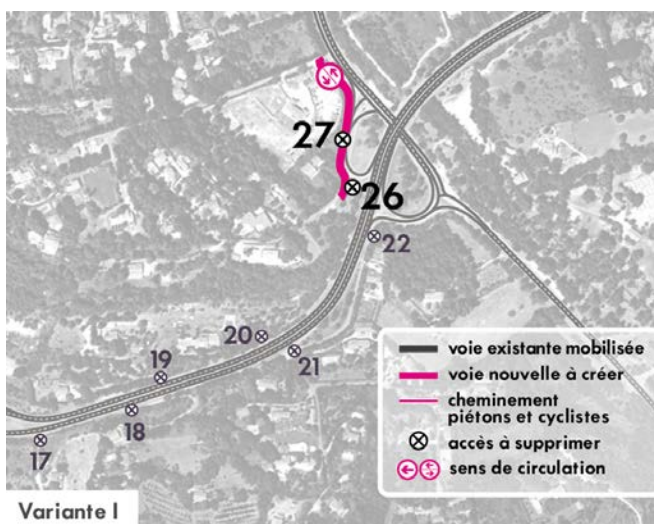 27
26
22
20
21
19
18
17
voie existante mobilisée
voie nouvelle à créer
cheminement
piétons et cyclistes
accès à supprimer
sens de circulation
Variante I